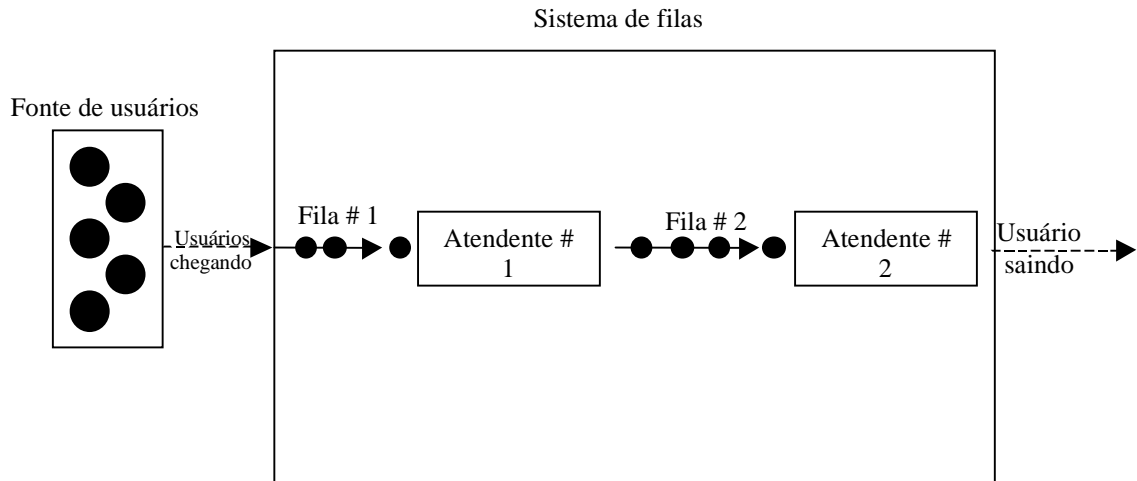 Sistema de filas
Fonte de usuários
Usuários
chegando
Fila # 1
Atendente #
1
Fila # 2
Atendente #
2
Usuário
saindo